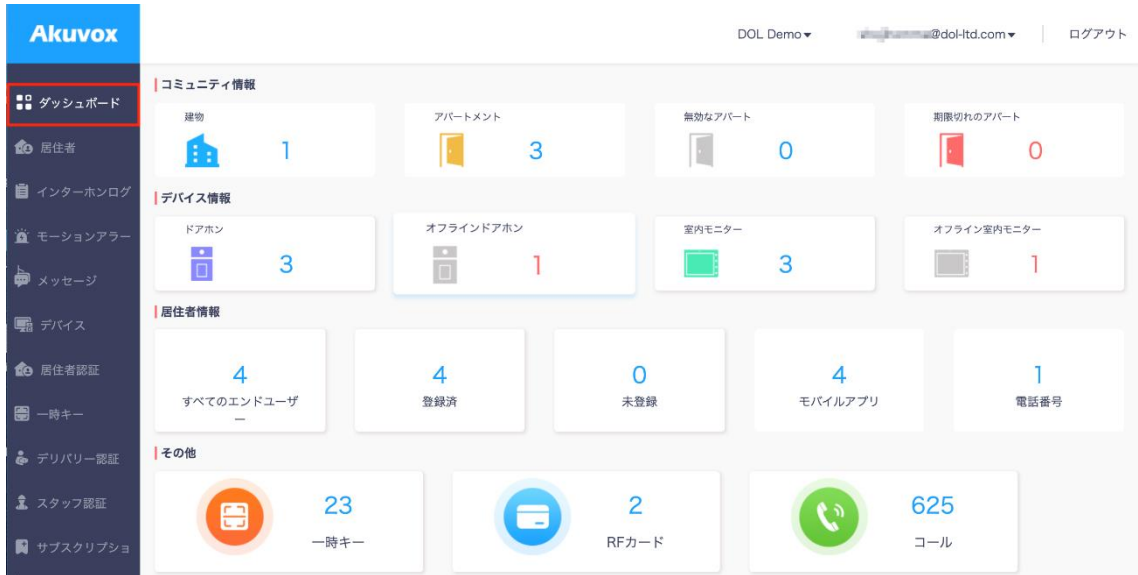 Akuvox
DOL Demo
@dol-ltd.com
ログアウト
ダッシュボード
居住者
インターホンログ
モーションアラー
メッセージ
デバイス
居住者認証
一時キー
デリバリー認証
スタッフ認証
サブスクリプショ
コミュニティ情報
建物
1
アパートメント
3
無効なアパート
0
期限切れのアパート
0
デバイス情報
ドアホン
3
オフラインドアホン
1
室内モニター
3
オフライン室内モニター
1
居住者情報
4
すべてのエンドユーザ
ー
4
登録済
0
未登録
4
モバイルアプリ
1
電話番号
その他
23
一時キー
2
RFカード
625
コール